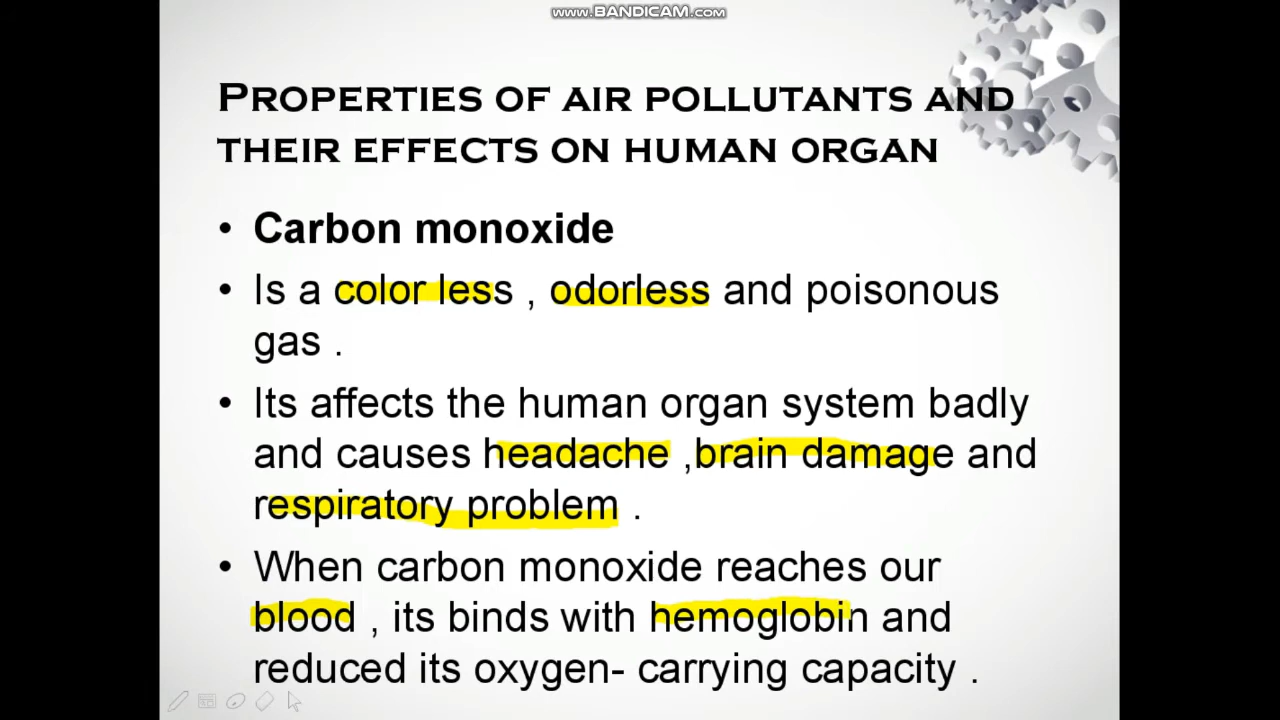 www.BANDICAM.com
PROPERTIES OF AIR POLLUTANTS AND
THEIR EFFECTS ON HUMAN ORGAN
• Carbon monoxide
• Is a color less , odorless and poisonous
gas .
• Its affects the human organ system badly
and causes headache ,brain damage and
respiratory problem .
• When carbon monoxide reaches our
blood , its binds with hemoglobin and
reduced its oxygen- carrying capacity .